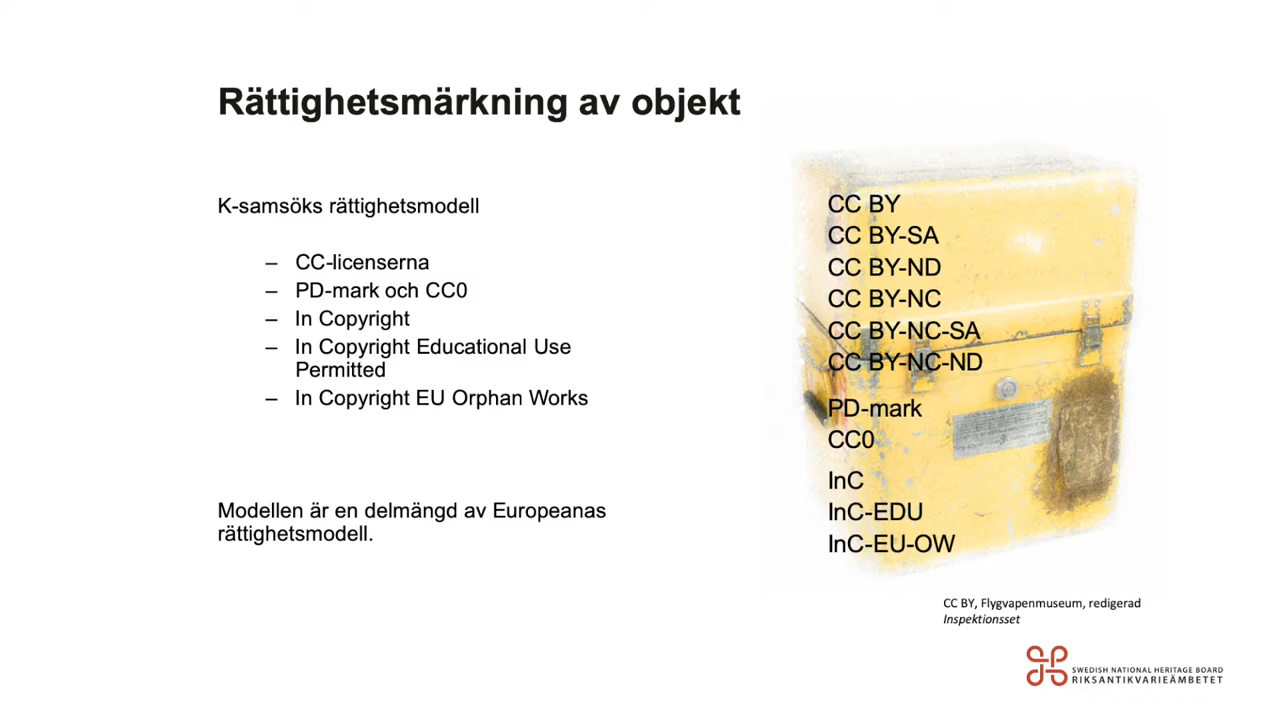 Rättighetsmärkning av objekt
K-samsöks rättighetsmodell
– CC-licenserna
– PD-mark och CC0
– In Copyright
– In Copyright Educational Use
Permitted
– In Copyright EU Orphan Works
Modellen är en delmängd av Europeanas
rättighetsmodell.
CC BY
CC BY-SA
CC BY-ND
CC BY-NC
CC BY-NC-SA
CC BY-NC-ND
PD-mark
CC0
InC
InC-EDU
InC-EU-OW
CC BY, Flygvapenmuseum, redigerad
Inspektionsset
SWEDISH NATIONAL HERITAGE BOARD
RIKSANTIKVARIEÄMBETET